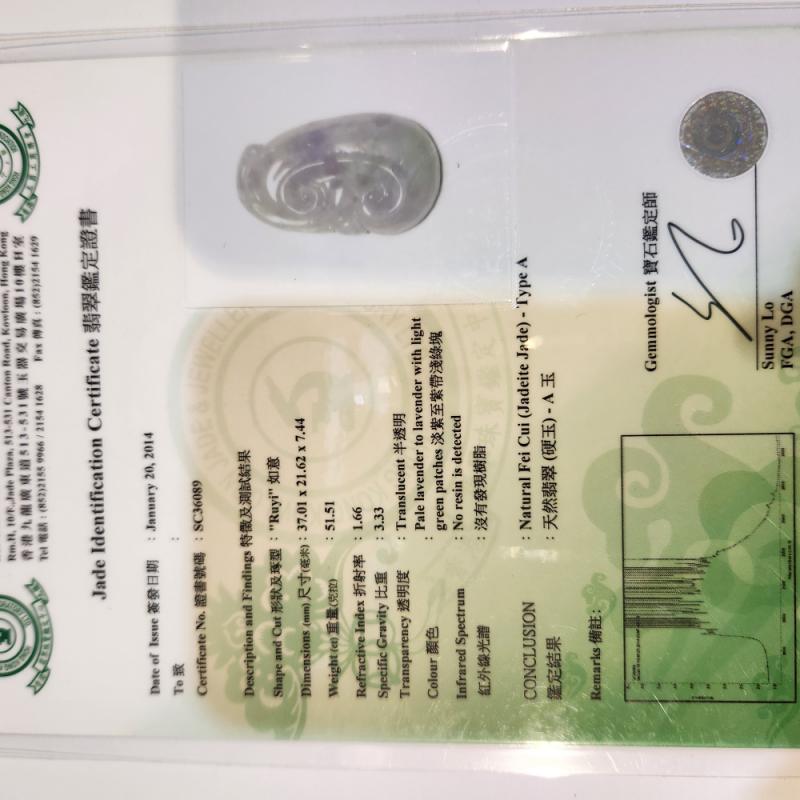 Rm.H, 10/F, Jade Plaza, 513-531 Canton Road, Kowloon, Hong Kong
香港九龍廣東道513-531號玉器交易廣場10樓H室
Tel 電話 : (852)2155 9966 / 2154 1628 Fax 傳真 : (852)2154 1629
Jade Identification Certificate 翡翠鑑定證書
Date of Issue 簽發日期 : January 20, 2014
To 致 :
Certificate No. 證書號碼 : SC36089
Description and Findings 特徵及測試結果
Shape and Cut 形狀及琢型 : "Ruyi" 如意
Dimensions (mm) 尺寸(毫米) : 37.01 x 21.62 x 7.44
Weight (ct) 重量(克拉) : 51.51
Refractive Index 折射率 : 1.66
Specific Gravity 比重 : 3.33
Transparency 透明度 : Translucent 半透明
Colour 顏色 : Pale lavender to lavender with light
green patches 淡紫至紫帶淺綠塊
Infrared Spectrum : No resin is detected
紅外線光譜 : 沒有發現樹脂
CONCLUSION : Natural Fei Cui (Jadeite Jade) - Type A
鑑定結果 : 天然翡翠 (硬玉) - A 玉
Remarks 備註:
Gemmologist 寶石鑑定師
Sunny Lo
FGA, DGA